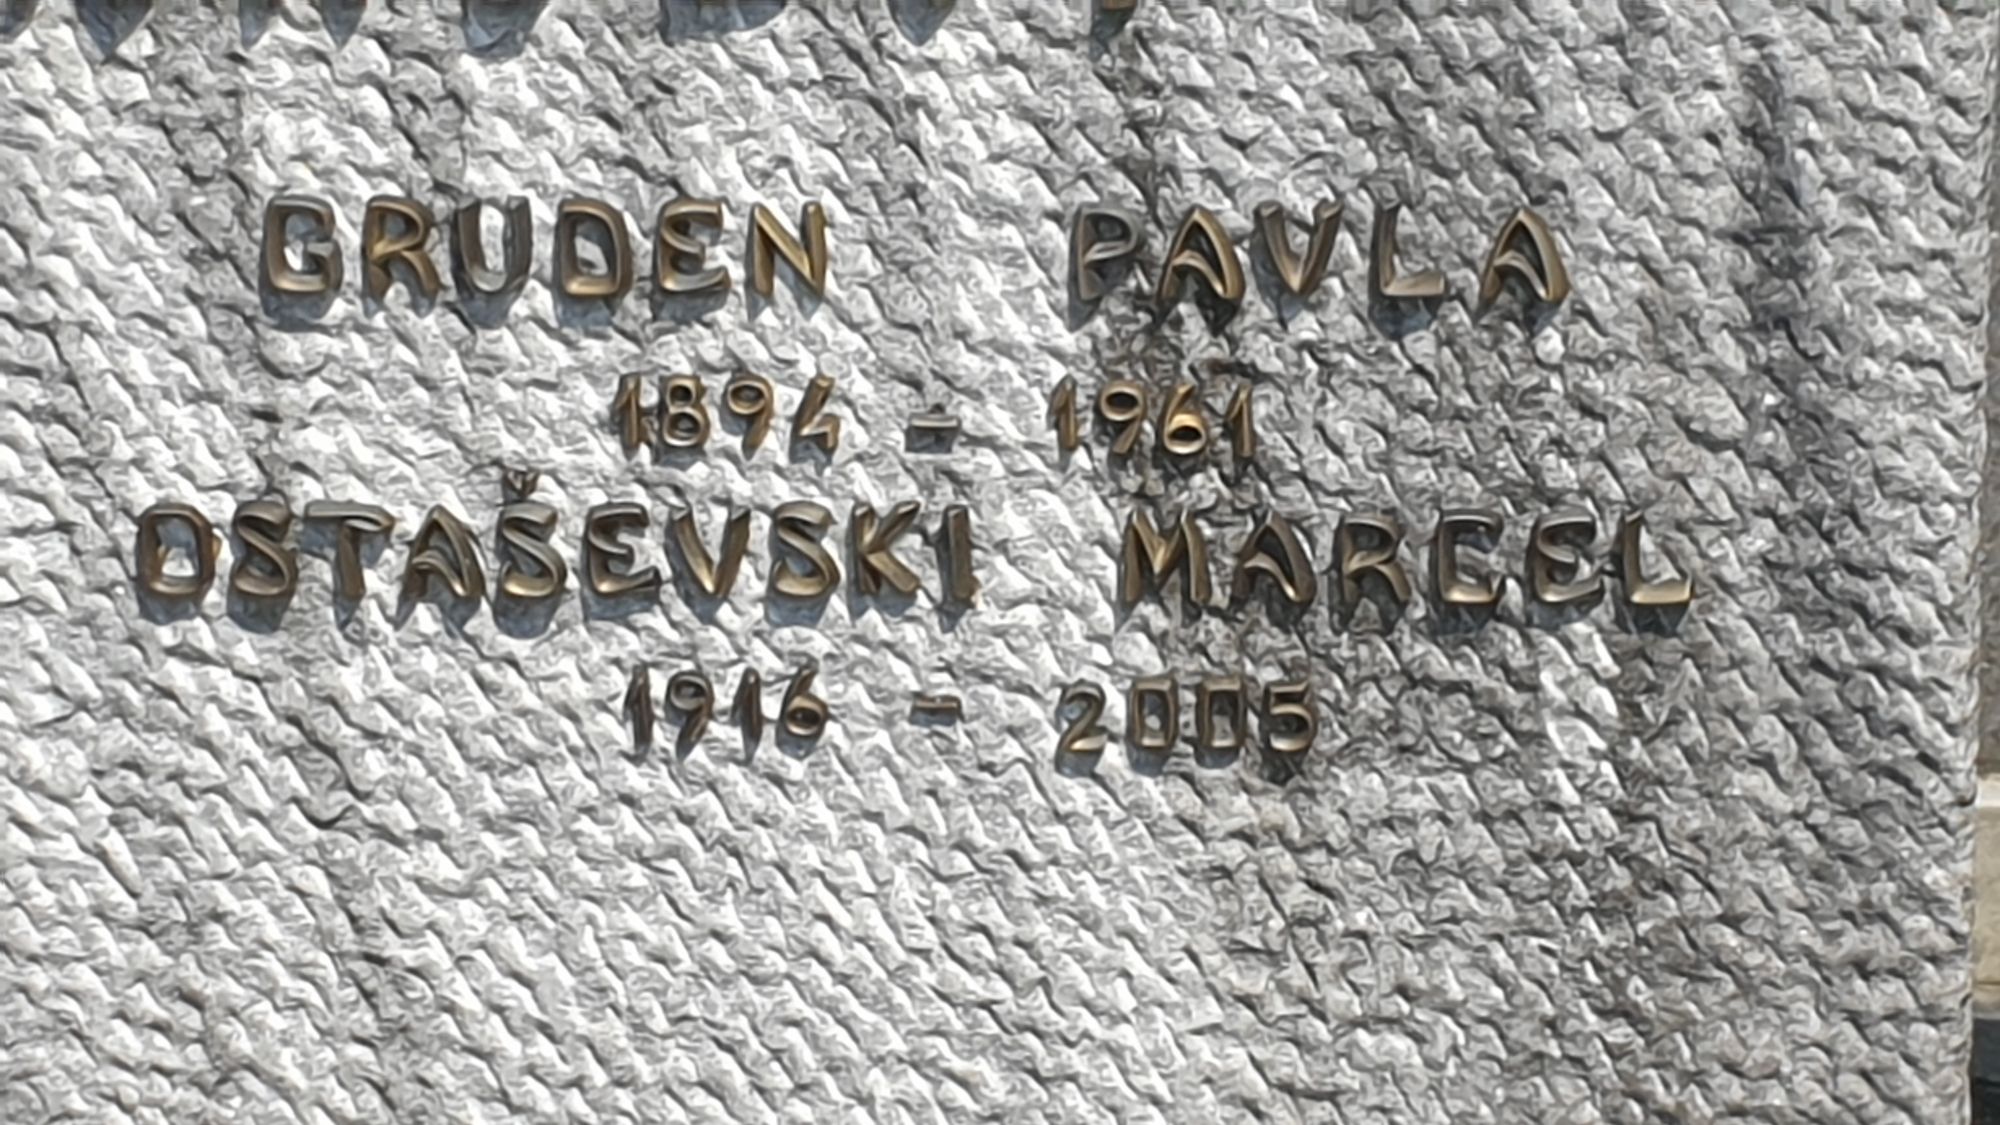 GRUDEN PAVLA
1894 - 1961
OSTAŠEVSKI MARCEL
1916 - 2005